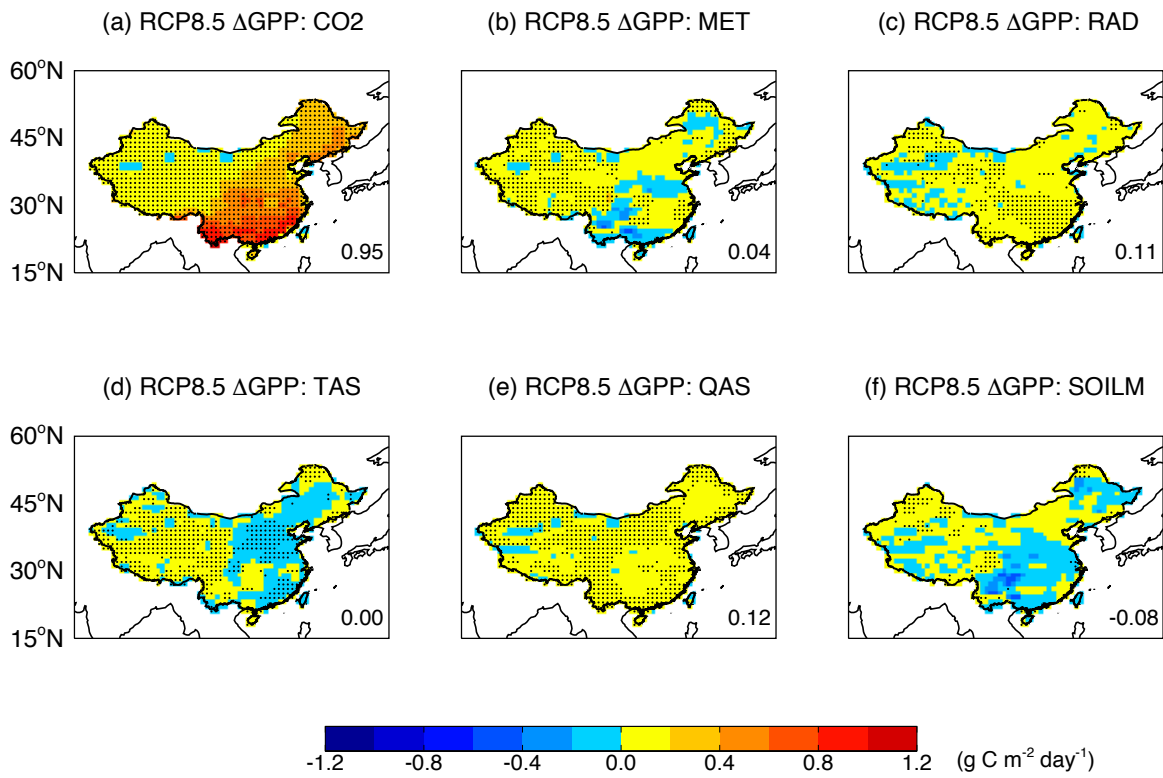 (a) RCP8.5 ΔGPP: CO2
(b) RCP8.5 ΔGPP: MET
(c) RCP8.5 ΔGPP: RAD
60°N
45°N
30°N
15°N
0.95
0.04
0.11
(d) RCP8.5 ΔGPP: TAS
(e) RCP8.5 ΔGPP: QAS
(f) RCP8.5 ΔGPP: SOILM
60°N
45°N
30°N
15°N
0.00
0.12
-0.08
-1.2 -0.8 -0.4 0.0 0.4 0.8 1.2 (g C m⁻² day⁻¹)